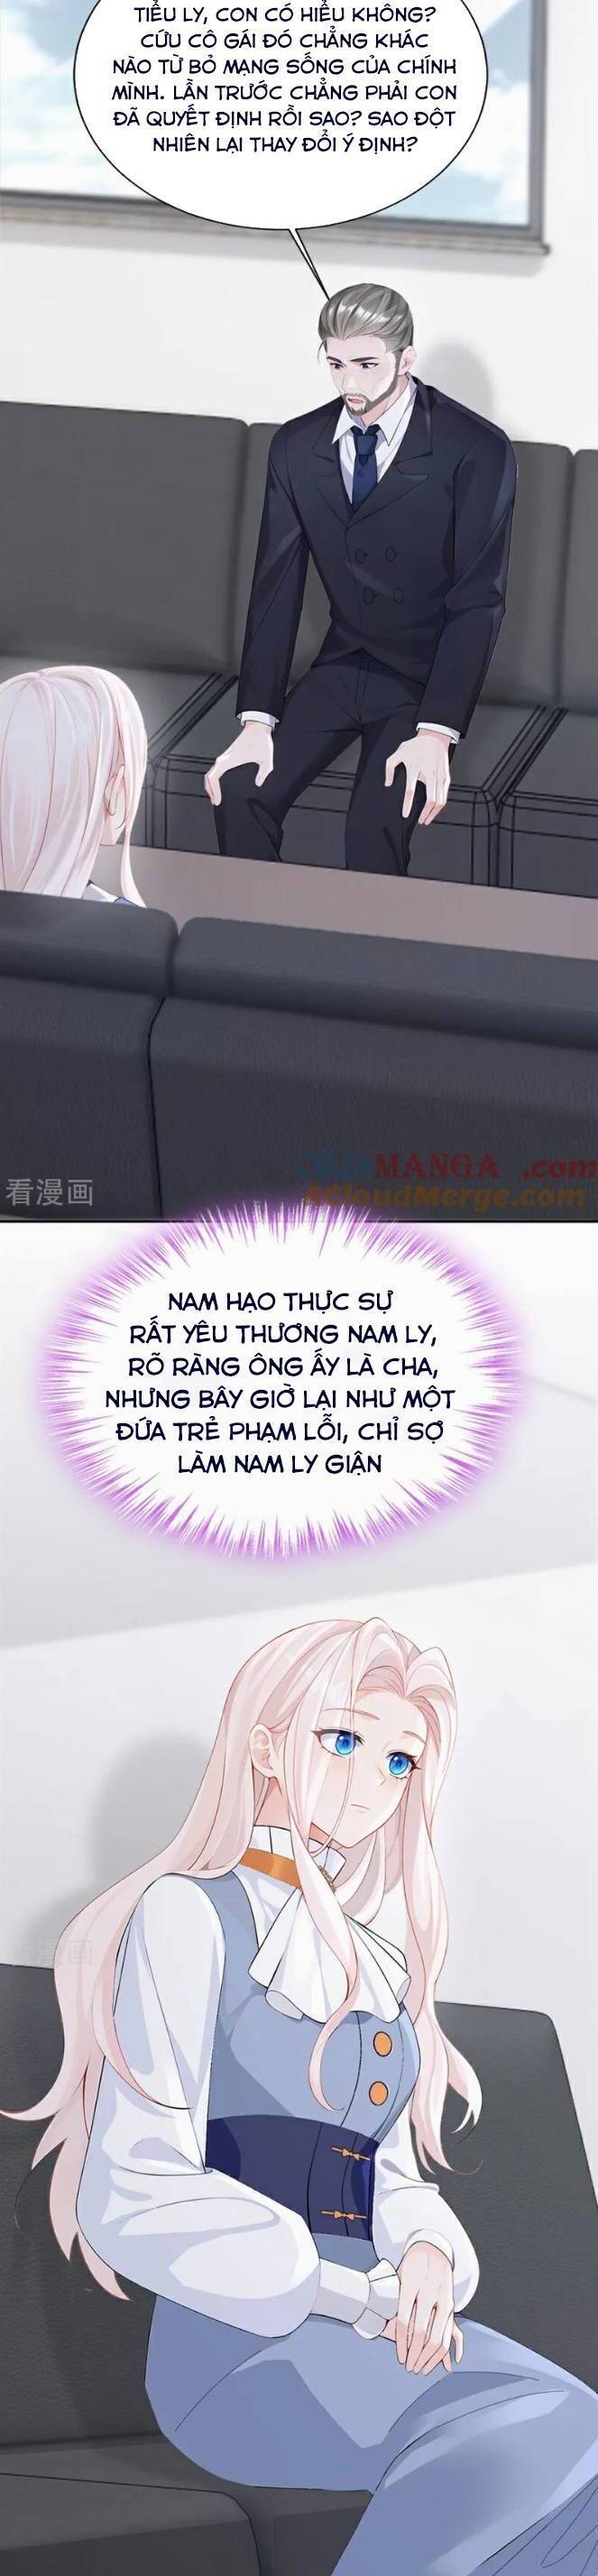 TIỂU LY, CON CÓ HIỂU KHÔNG?
CỨU CÔ GÁI ĐÓ CHẲNG KHÁC
NÀO TỪ BỎ MẠNG SỐNG CỦA CHÍNH
MÌNH. LẦN TRƯỚC CHẲNG PHẢI CON
ĐÃ QUYẾT ĐỊNH RỒI SAO? SAO ĐỘT
NHIÊN LẠI THAY ĐỔI Ý ĐỊNH?
MANGA .com
看漫画
AcloudMerge.com
NAM HẠO THỰC SỰ
RẤT YÊU THƯƠNG NAM LY,
RÕ RÀNG ÔNG ẤY LÀ CHA,
NHƯNG BÂY GIỜ LẠI NHƯ MỘT
ĐỨA TRẺ PHẠM LỖI, CHỈ SỢ
LÀM NAM LY GIẬN